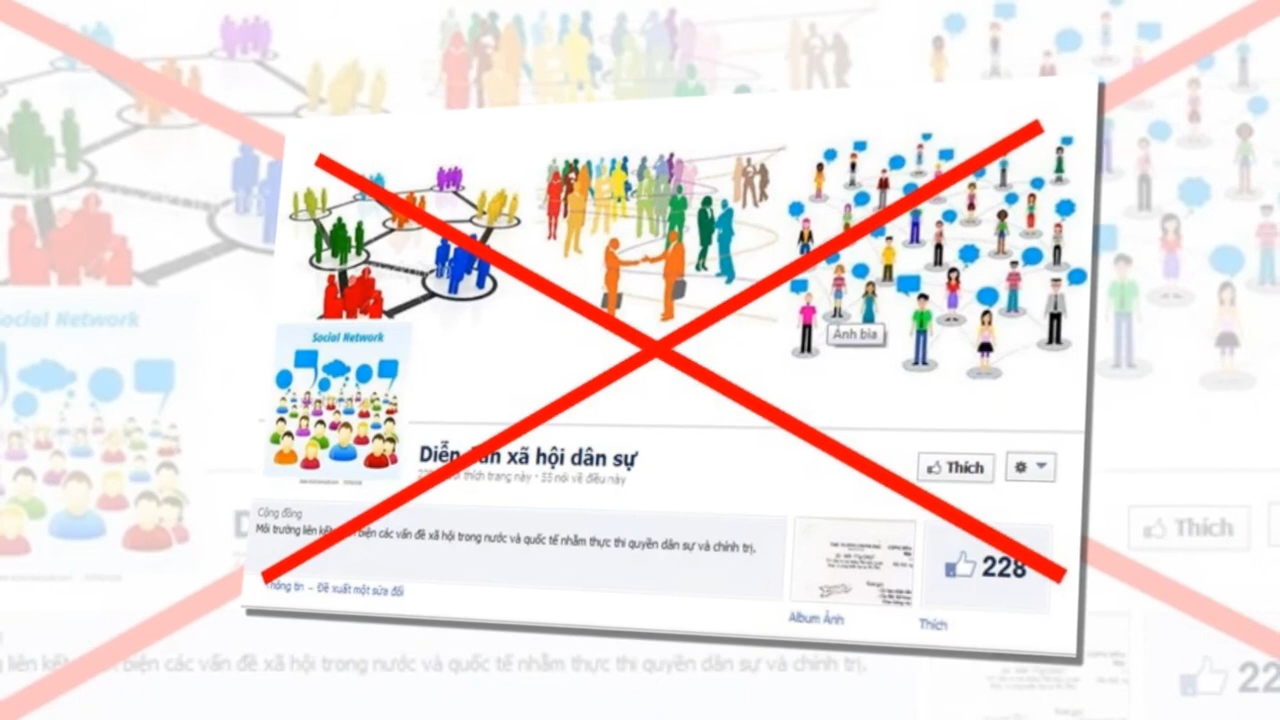 Social Network
Ảnh bìa
Social Network
Diễn xã hội dân sự
thích trang này · 55 nói về điều này
Thích
Thích
Cộng đồng
Môi trường liên kết biện các vấn đề xã hội trong nước và quốc tế nhằm thực thi quyền dân sự và chính trị.
228
Thông tin – Đề xuất một sửa đổi
Album Ảnh
Thích
liên kết biện các vấn đề xã hội trong nước và quốc tế nhằm thực thi quyền dân sự và chính trị.
22